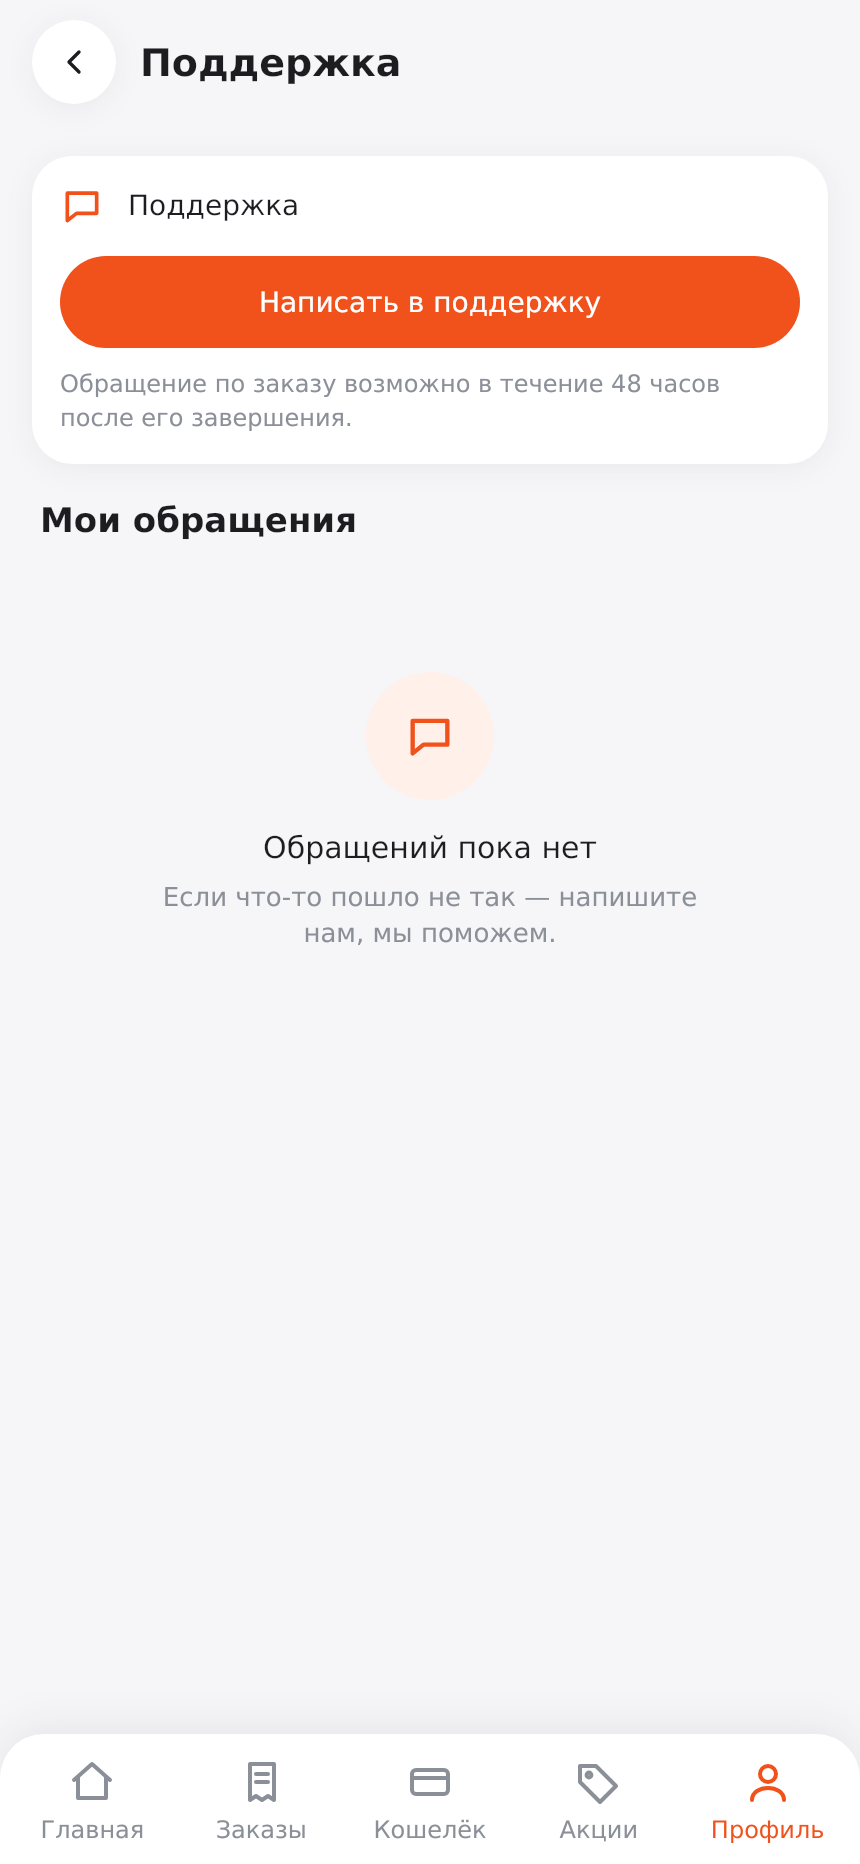 Поддержка
Поддержка
Написать в поддержку
Обращение по заказу возможно в течение 48 часов
после его завершения.
Мои обращения
Обращений пока нет
Если что-то пошло не так — напишите
нам, мы поможем.
Главная
Заказы
Кошелёк
Акции
Профиль